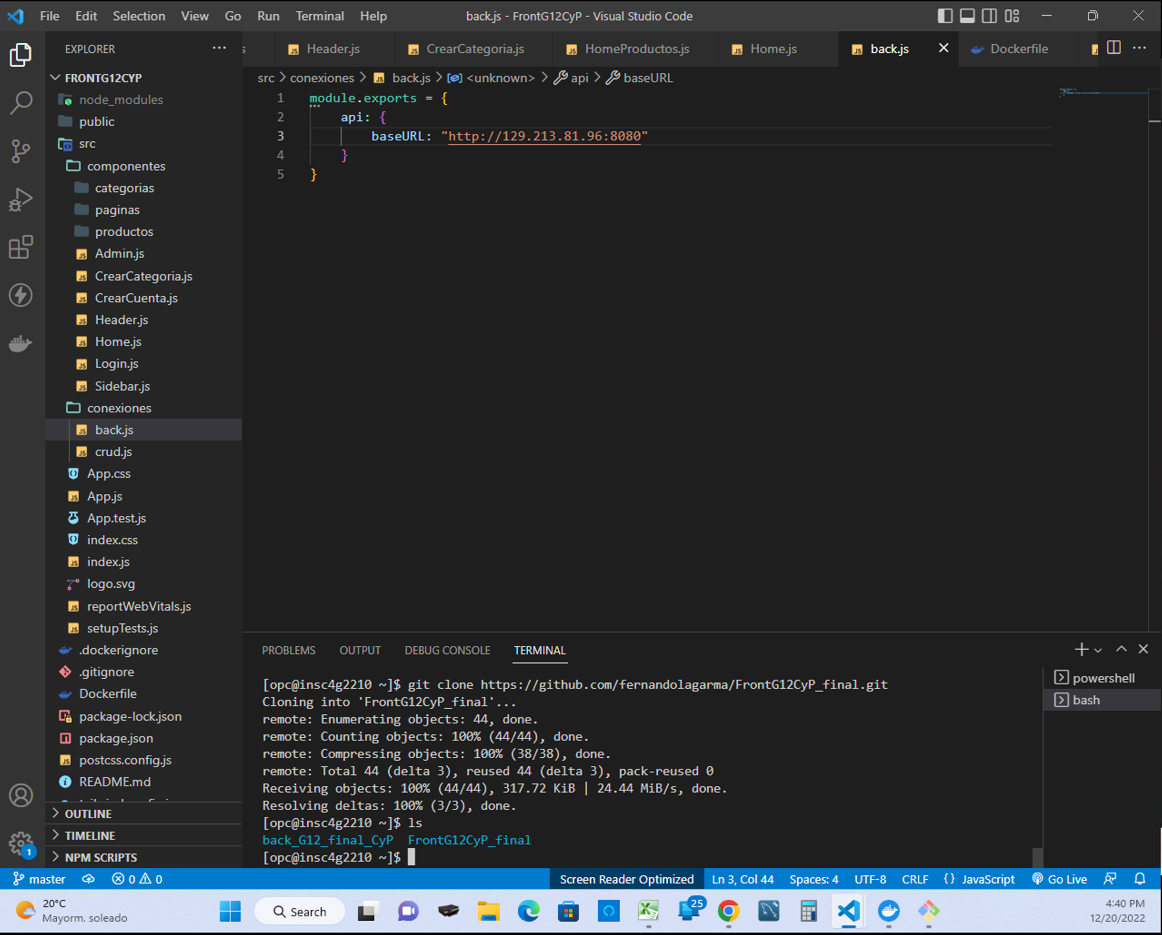 File Edit Selection View Go Run Terminal Help back.js - FrontG12CyP - Visual Studio Code
EXPLORER
Header.js CrearCategoria.js HomeProductos.js Home.js back.js Dockerfile
FRONTG12CYP
src > conexiones > back.js > <unknown> > api > baseURL
node_modules
public
src
componentes
categorias
paginas
productos
Admin.js
CrearCategoria.js
CrearCuenta.js
Header.js
Home.js
Login.js
Sidebar.js
conexiones
back.js
crud.js
App.css
App.js
App.test.js
index.css
index.js
logo.svg
reportWebVitals.js
setupTests.js
.dockerignore
.gitignore
Dockerfile
package-lock.json
package.json
postcss.config.js
README.md
OUTLINE
TIMELINE
NPM SCRIPTS
1 module.exports = {
2 api: {
3 baseURL: "http://129.213.81.96:8080"
4 }
5 }
PROBLEMS OUTPUT DEBUG CONSOLE TERMINAL
powershell
bash
[opc@insc4g2210 ~]$ git clone https://github.com/fernandolagarma/FrontG12CyP_final.git
Cloning into 'FrontG12CyP_final'...
remote: Enumerating objects: 44, done.
remote: Counting objects: 100% (44/44), done.
remote: Compressing objects: 100% (38/38), done.
remote: Total 44 (delta 3), reused 44 (delta 3), pack-reused 0
Receiving objects: 100% (44/44), 317.72 KiB | 24.44 MiB/s, done.
Resolving deltas: 100% (3/3), done.
[opc@insc4g2210 ~]$ ls
back_G12_final_CyP FrontG12CyP_final
[opc@insc4g2210 ~]$
1
master 0 0 Screen Reader Optimized Ln 3, Col 44 Spaces: 4 UTF-8 CRLF {} JavaScript Go Live
20°C
Mayorm. soleado
Search
25
4:40 PM
12/20/2022